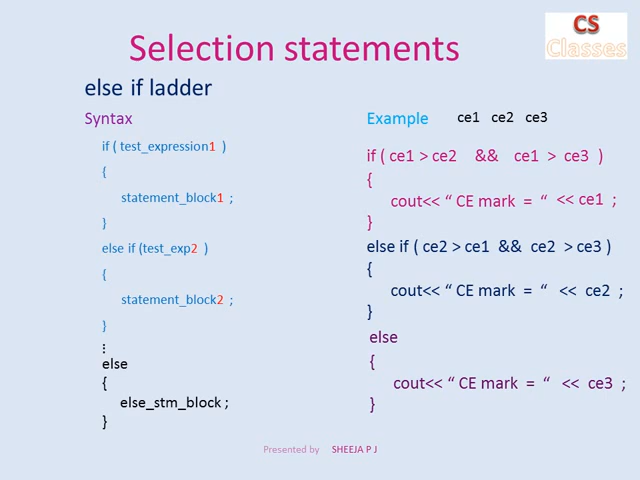 CS
Classes
Selection statements
else if ladder
Syntax
if ( test_expression1 )
{
statement_block1 ;
}
else if (test_exp2 )
{
statement_block2 ;
}
⋮
else
{
else_stm_block ;
}
Example ce1 ce2 ce3
if ( ce1 > ce2 && ce1 > ce3 )
{
cout<< “ CE mark = “ << ce1 ;
}
else if ( ce2 > ce1 && ce2 > ce3 )
{
cout<< “ CE mark = “ << ce2 ;
}
else
{
cout<< “ CE mark = “ << ce3 ;
}
Presented by SHEEJA P J